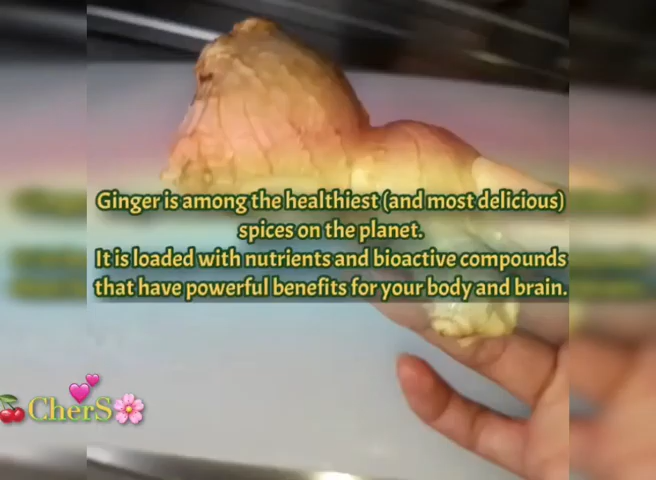 Ginger is among the healthiest (and most delicious)
spices on the planet.
It is loaded with nutrients and bioactive compounds
that have powerful benefits for your body and brain.
🍒CherS🌸